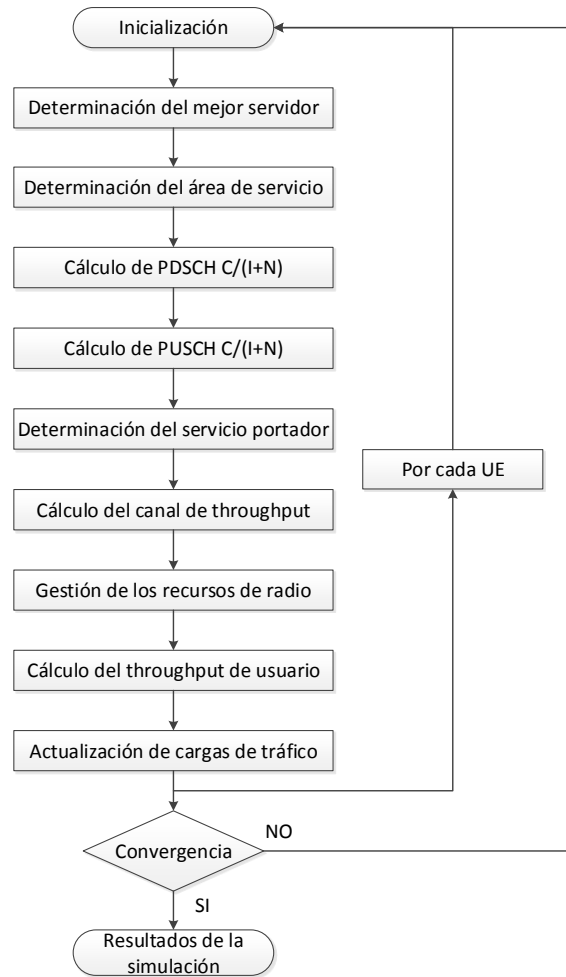 Inicialización
Determinación del mejor servidor
Determinación del área de servicio
Cálculo de PDSCH C/(I+N)
Cálculo de PUSCH C/(I+N)
Determinación del servicio portador
Por cada UE
Cálculo del canal de throughput
Gestión de los recursos de radio
Cálculo del throughput de usuario
Actualización de cargas de tráfico
NO
Convergencia
SI
Resultados de la
simulación